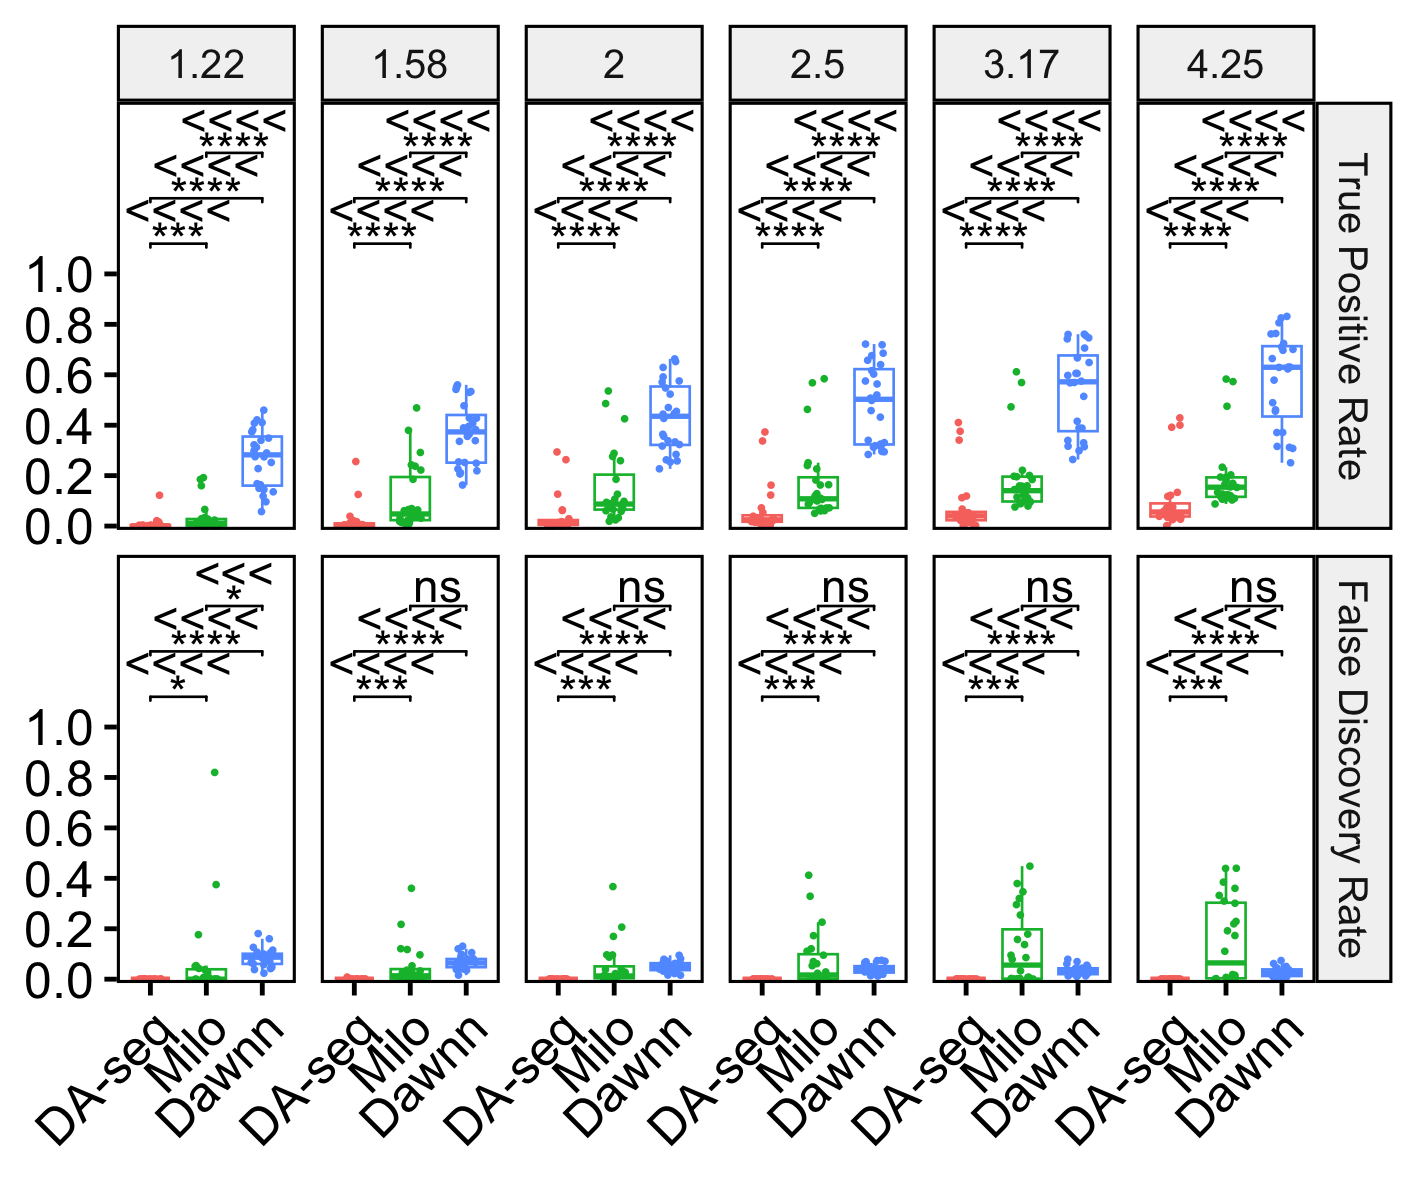 1.22 1.58 2 2.5 3.17 4.25
<<<< <<<< <<<< <<<< <<<< <<<<
**** **** **** **** **** ****
<<<< <<<< <<<< <<<< <<<< <<<<
**** **** **** **** **** ****
<<<< <<<< <<<< <<<< <<<< <<<<
*** **** **** **** **** ****
1.0
0.8
0.6
0.4
0.2
0.0
True Positive Rate
<<< ns ns ns ns ns
*
<<<< <<<< <<<< <<<< <<<< <<<<
**** **** **** **** **** ****
<<<< <<<< <<<< <<<< <<<< <<<<
* *** *** *** *** ***
1.0
0.8
0.6
0.4
0.2
0.0
False Discovery Rate
DA-seq Milo Dawnn DA-seq Milo Dawnn DA-seq Milo Dawnn DA-seq Milo Dawnn DA-seq Milo Dawnn DA-seq Milo Dawnn